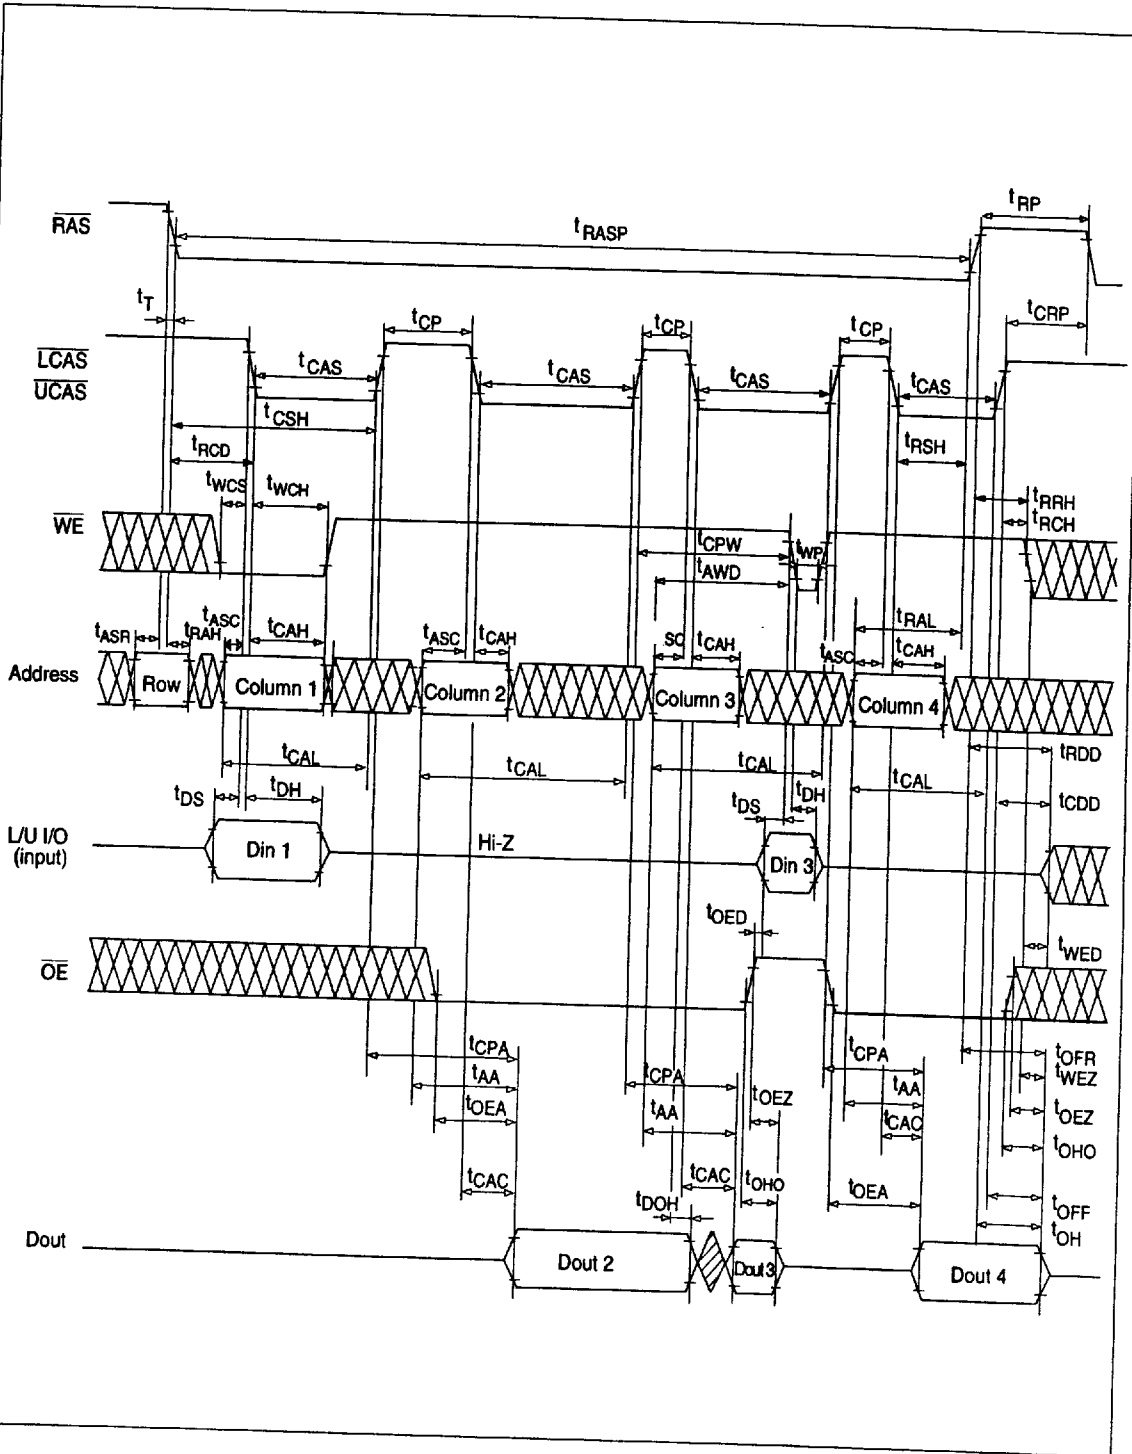 tRP
RAS
tRASP
tT
tCRP
tCP
tCP
tCP
LCAS
UCAS
tCAS
tCAS
tCAS
tCAS
tCSH
tRCD
tRSH
tWCS
tWCH
tRRH
tRCH
WE
tCPW
tWP
tAWD
tASR
tRAH
tASC
tCAH
tASC
tCAH
SC
tCAH
tRAL
tASC
tCAH
Address
Row
Column 1
Column 2
Column 3
Column 4
tRDD
tCAL
tCAL
tCAL
tCAL
tCDD
tDS
tDH
tDS
tDH
L/U I/O
(input)
Din 1
Hi-Z
Din 3
tOED
tWED
OE
tCPA
tCPA
tCPA
tOFR
tAA
tAA
tOEZ
tAA
tWEZ
tOEA
tCAC
tOEZ
tOHO
tCAC
tCAC
tOHO
tOEA
tDOH
tOFF
tOH
Dout
Dout 2
Dout 3
Dout 4